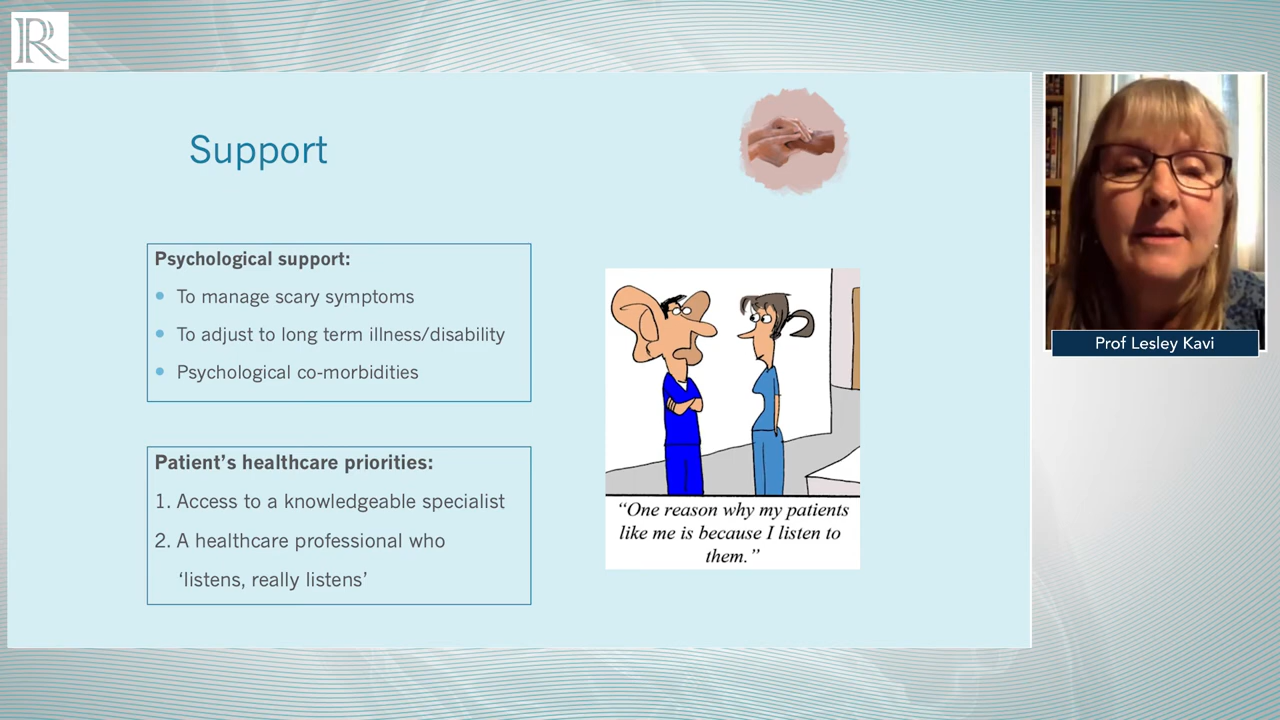 R
Support
Psychological support:
• To manage scary symptoms
• To adjust to long term illness/disability
• Psychological co-morbidities
Patient’s healthcare priorities:
1. Access to a knowledgeable specialist
2. A healthcare professional who
‘listens, really listens’
“One reason why my patients
like me is because I listen to
them.”
Prof Lesley Kavi